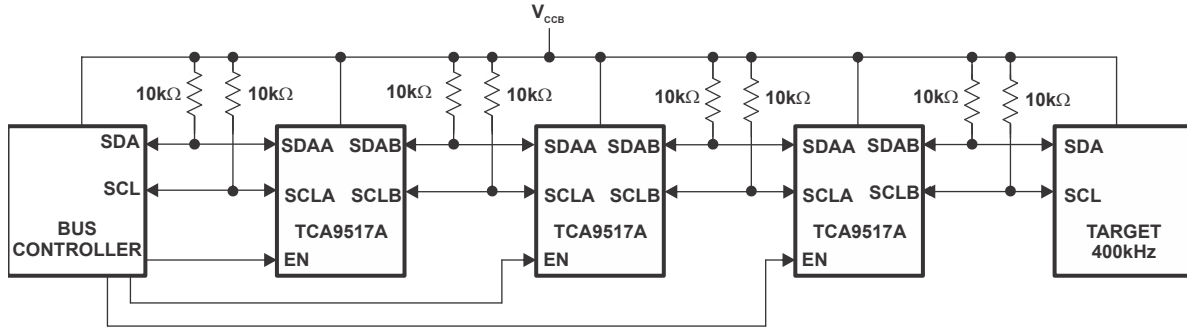 V_CCB
10kΩ 10kΩ 10kΩ 10kΩ 10kΩ 10kΩ 10kΩ 10kΩ
SDA SDAA SDAB SDAA SDAB SDAA SDAB SDA
SCL SCLA SCLB SCLA SCLB SCLA SCLB SCL
BUS
CONTROLLER
TCA9517A TCA9517A TCA9517A
TARGET
400kHz
EN EN EN